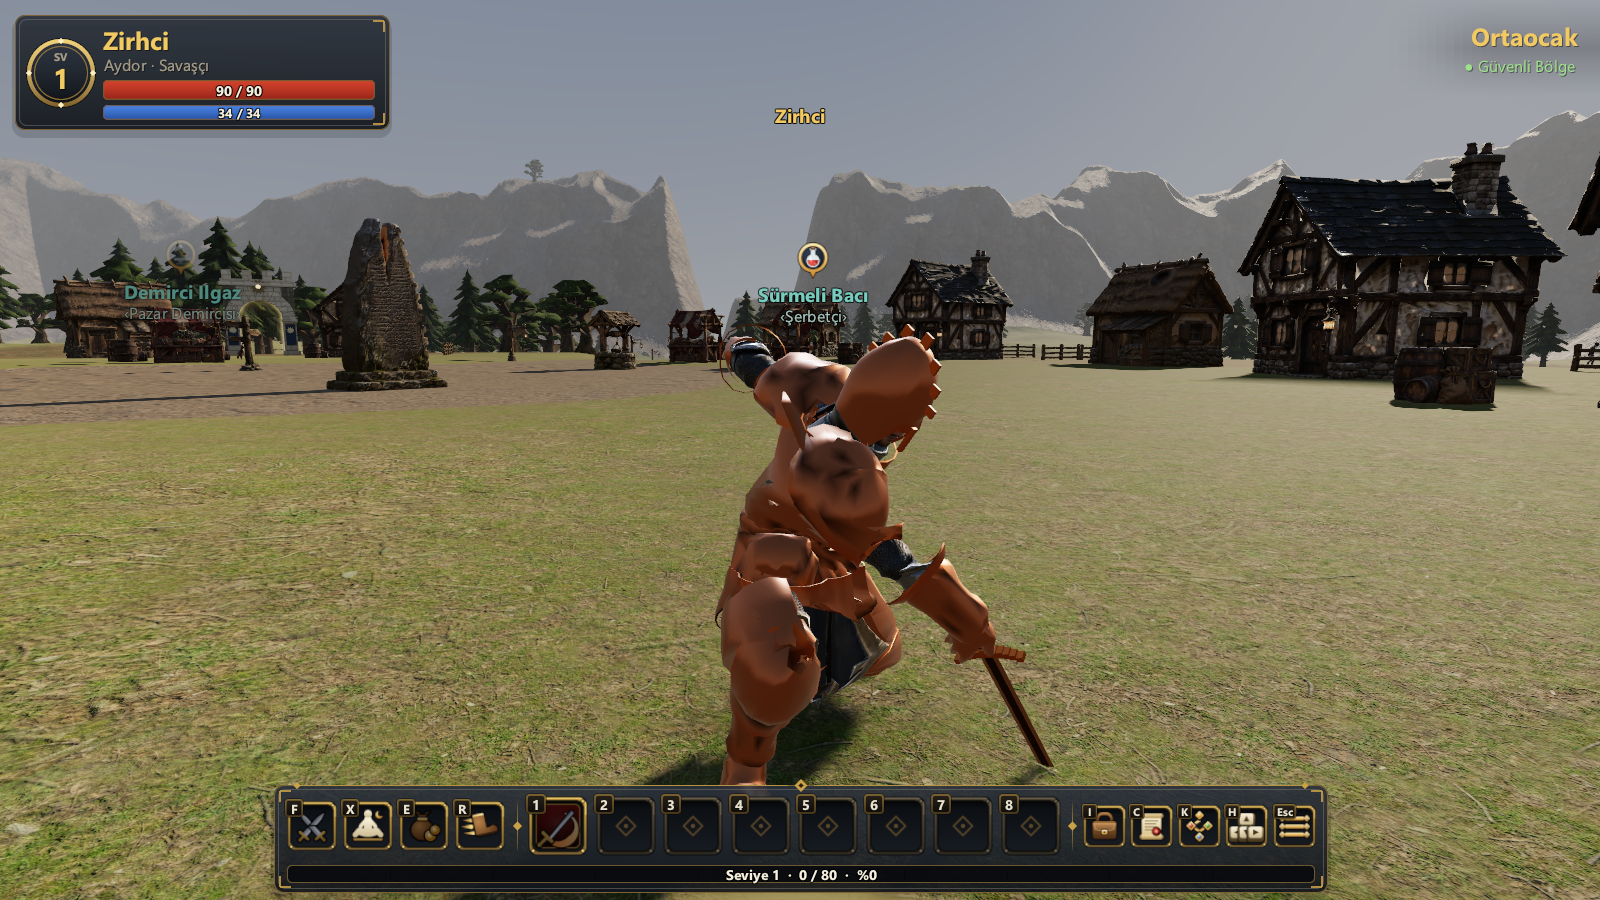 SV
1
Zirhci
Aydor · Savaşçı
90 / 90
34 / 34
Ortaocak
Güvenli Bölge
Zirhci
Demirci Ilgaz
‹Pazar Demircisi›
Sürmeli Bacı
‹Şerbetçi›
F X E R 1 2 3 4 5 6 7 8 I C K H Esc
Seviye 1 · 0 / 80 · %0